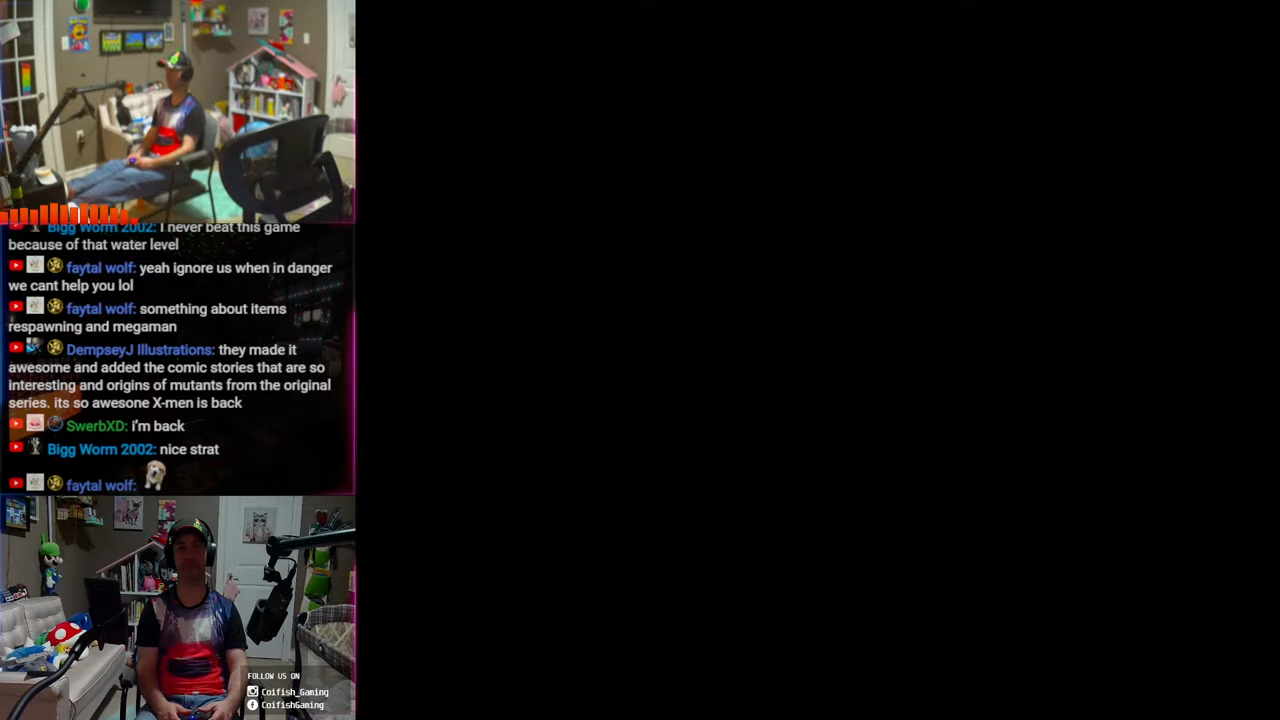 Bigg Worm 2002: I never beat this game
because of that water level
faytal wolf: yeah ignore us when in danger
we cant help you lol
faytal wolf: something about items
respawning and megaman
DempseyJ Illustrations: they made it
awesome and added the comic stories that are so
interesting and origins of mutants from the original
series. its so awesome X-men is back
SwerbXD: i'm back
Bigg Worm 2002: nice strat
faytal wolf:
FOLLOW US ON
Coifish_Gaming
CoifishGaming